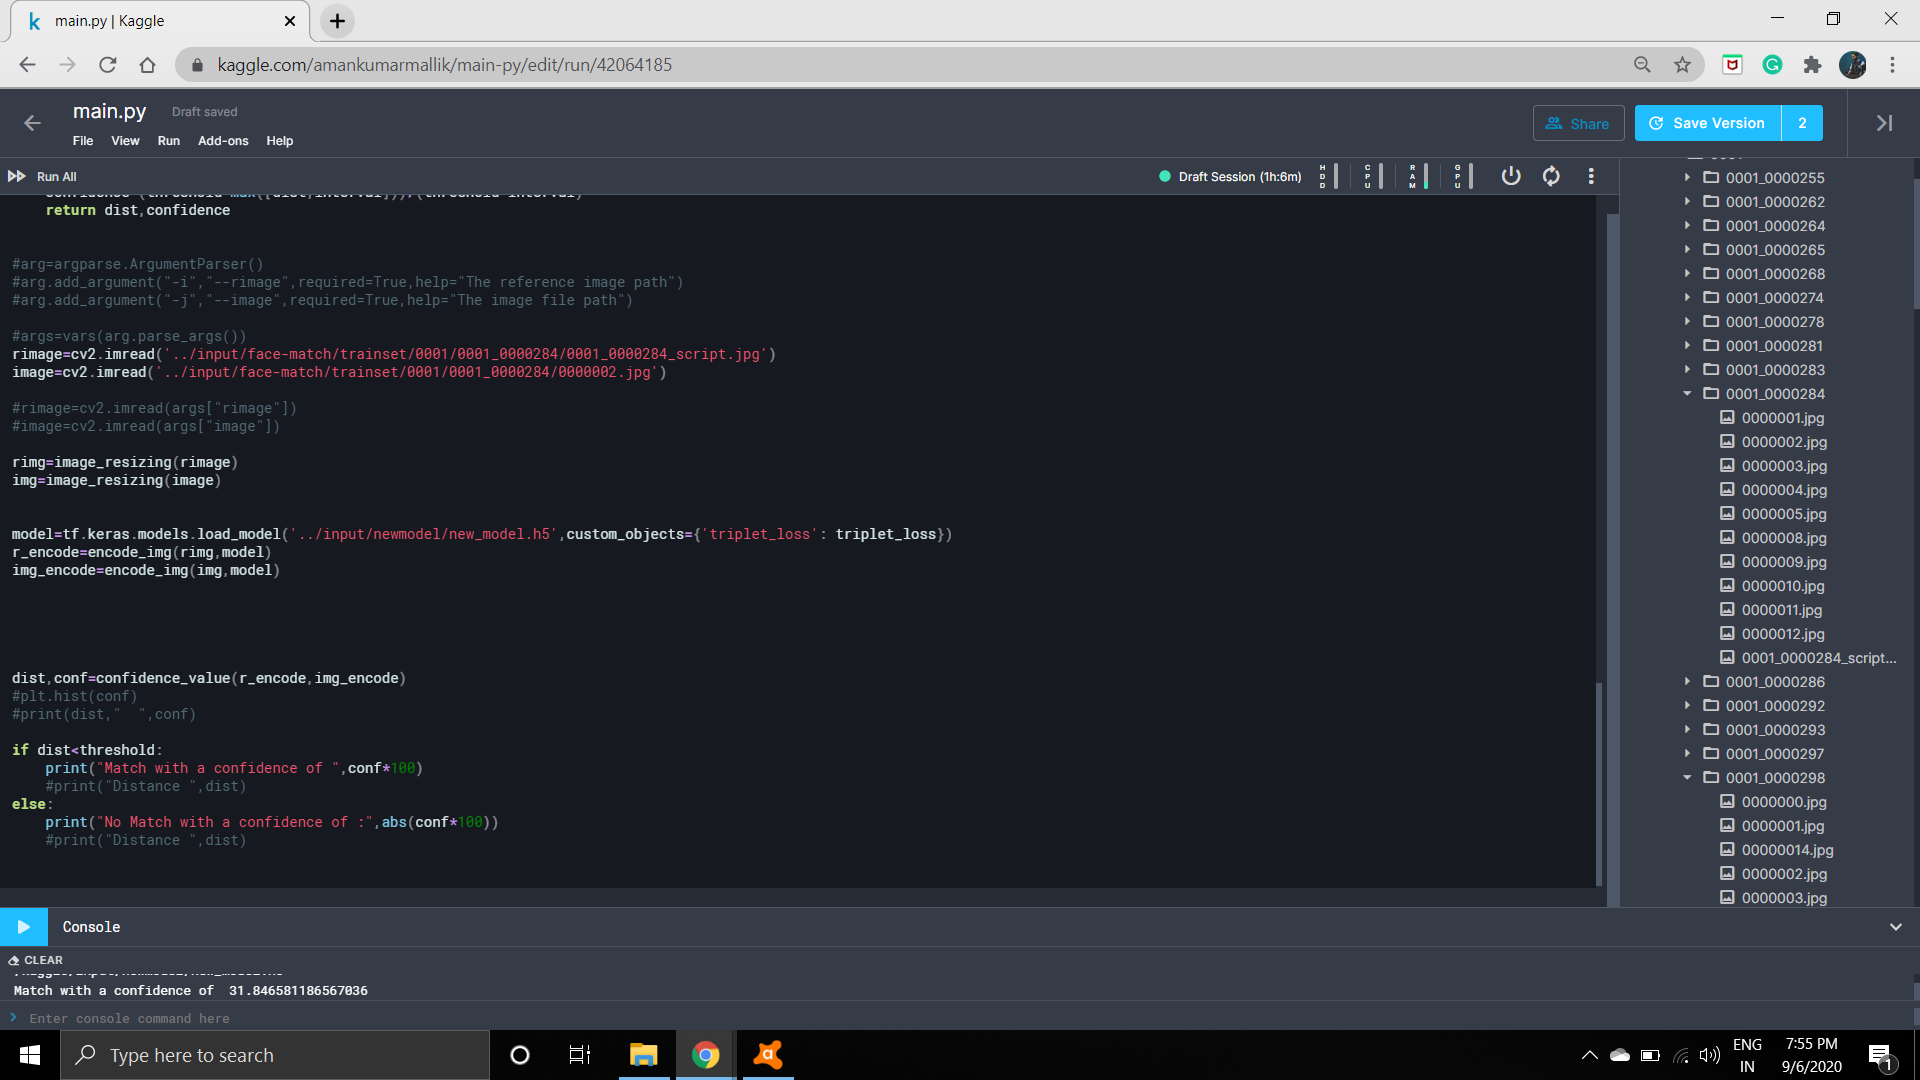 main.py | Kaggle
kaggle.com/amankumarmallik/main-py/edit/run/42064185
main.py Draft saved
File View Run Add-ons Help
Share
Save Version 2
Run All
Draft Session (1h:6m) HDD CPU RAM GPU
return dist,confidence
#arg=argparse.ArgumentParser()
#arg.add_argument("-i","--rimage",required=True,help="The reference image path")
#arg.add_argument("-j","--image",required=True,help="The image file path")
#args=vars(arg.parse_args())
rimage=cv2.imread('../input/face-match/trainset/0001/0001_0000284/0001_0000284_script.jpg')
image=cv2.imread('../input/face-match/trainset/0001/0001_0000284/0000002.jpg')
#rimage=cv2.imread(args["rimage"])
#image=cv2.imread(args["image"])
rimg=image_resizing(rimage)
img=image_resizing(image)
model=tf.keras.models.load_model('../input/newmodel/new_model.h5',custom_objects={'triplet_loss': triplet_loss})
r_encode=encode_img(rimg,model)
img_encode=encode_img(img,model)
dist,conf=confidence_value(r_encode,img_encode)
#plt.hist(conf)
#print(dist,"  ",conf)
if dist<threshold:
    print("Match with a confidence of ",conf*100)
    #print("Distance ",dist)
else:
    print("No Match with a confidence of :",abs(conf*100))
    #print("Distance ",dist)
0001_0000255
0001_0000262
0001_0000264
0001_0000265
0001_0000268
0001_0000274
0001_0000278
0001_0000281
0001_0000283
0001_0000284
0000001.jpg
0000002.jpg
0000003.jpg
0000004.jpg
0000005.jpg
0000008.jpg
0000009.jpg
0000010.jpg
0000011.jpg
0000012.jpg
0001_0000284_script...
0001_0000286
0001_0000292
0001_0000293
0001_0000297
0001_0000298
0000000.jpg
0000001.jpg
00000014.jpg
0000002.jpg
0000003.jpg
Console
CLEAR
Match with a confidence of  31.846581186567036
Enter console command here
Type here to search
ENG
IN
7:55 PM
9/6/2020
1